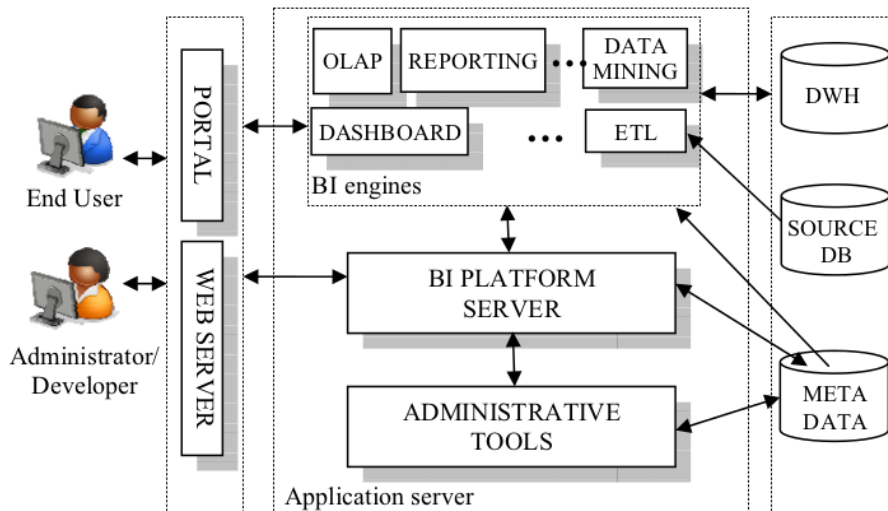 PORTAL
WEB SERVER
End User
Administrator/
Developer
OLAP
REPORTING
•••
DATA
MINING
DASHBOARD
•••
ETL
BI engines
BI PLATFORM
SERVER
ADMINISTRATIVE
TOOLS
Application server
DWH
SOURCE
DB
META
DATA